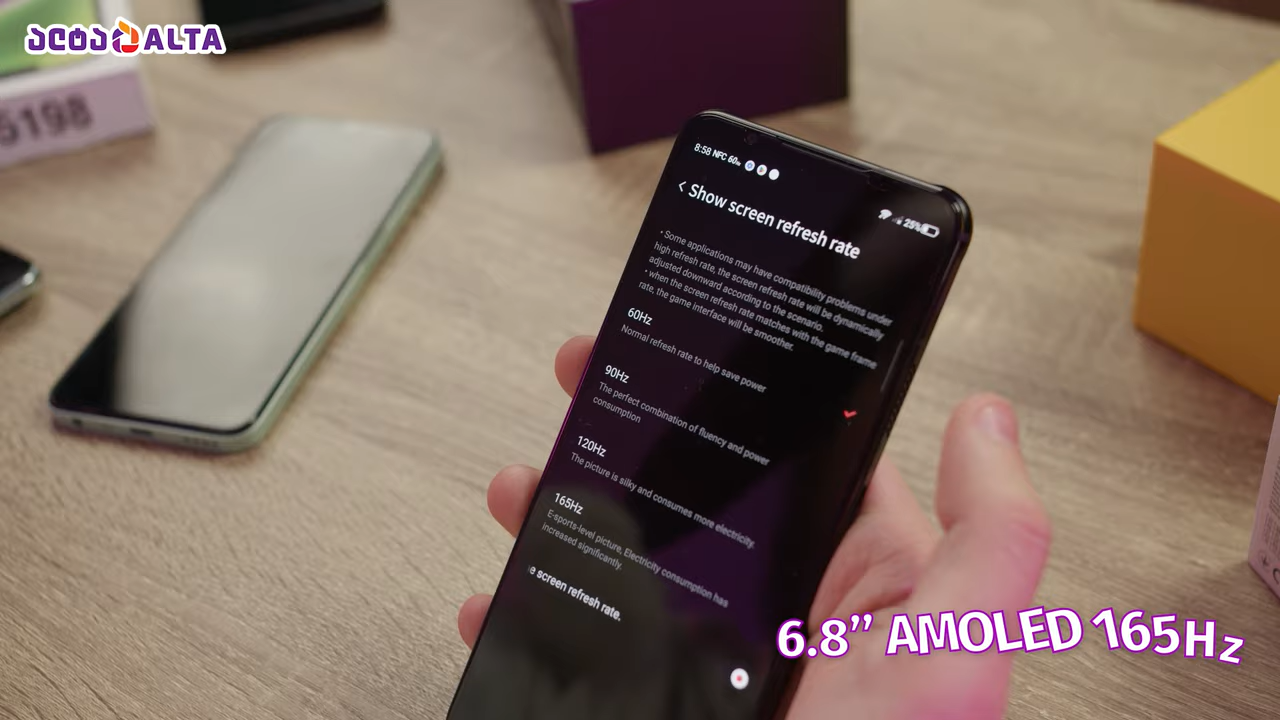 ალტა ALTA
5198
8:58 NFC 60Hz
25%
Show screen refresh rate
• Some applications may have compatibility problems under
high refresh rate, the screen refresh rate will be dynamically
adjusted downward according to the scenario.
• when the screen refresh rate matches with the game frame
rate, the game interface will be smoother.
60Hz
Normal refresh rate to help save power
90Hz
The perfect combination of fluency and power
consumption
120Hz
The picture is silky and consumes more electricity.
165Hz
E-sports-level picture, Electricity consumption has
increased significantly.
e screen refresh rate.
6.8” AMOLED 165Hz